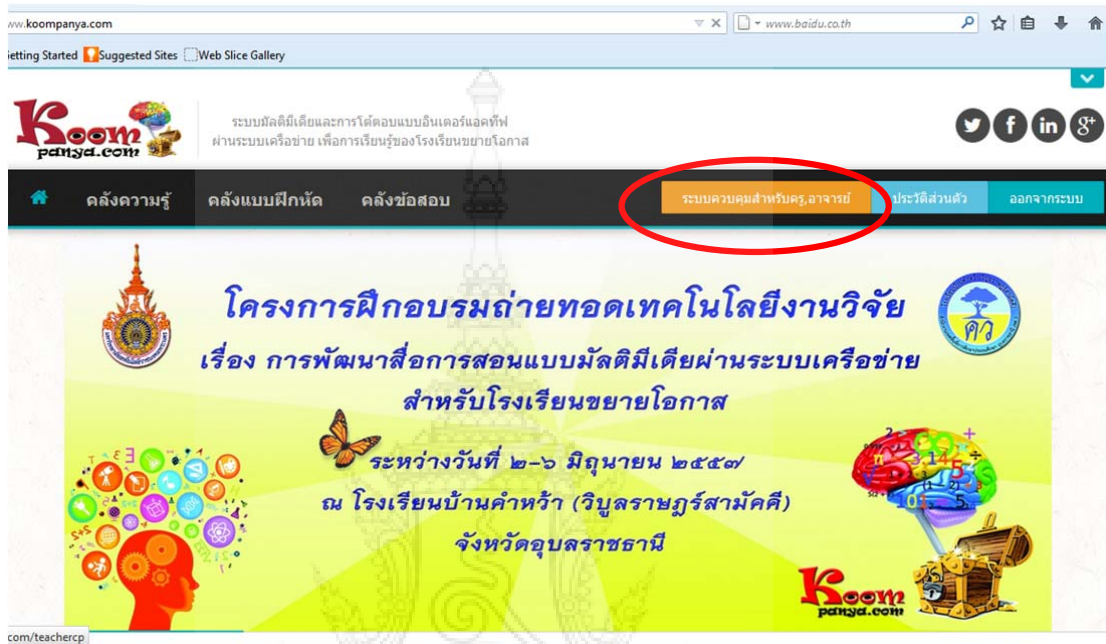 ww.koompanya.com
www.baidu.co.th
Getting Started Suggested Sites Web Slice Gallery
Koom
panya.com
ระบบมัลติมีเดียและการโต้ตอบแบบอินเตอร์แอคทีฟ
ผ่านระบบเครือข่าย เพื่อการเรียนรู้ของโรงเรียนขยายโอกาส
คลังความรู้ คลังแบบฝึกหัด คลังข้อสอบ ระบบควบคุมสำหรับครู,อาจารย์ ประวัติส่วนตัว ออกจากระบบ
โครงการฝึกอบรมถ่ายทอดเทคโนโลยีงานวิจัย
เรื่อง การพัฒนาสื่อการสอนแบบมัลติมีเดียผ่านระบบเครือข่าย
สำหรับโรงเรียนขยายโอกาส
ระหว่างวันที่ ๒-๖ มิถุนายน ๒๕๕๗
ณ โรงเรียนบ้านคำหว้า (วิบูลราษฎร์สามัคคี)
จังหวัดอุบลราชธานี
คว
Koom
panya.com
com/teachercp